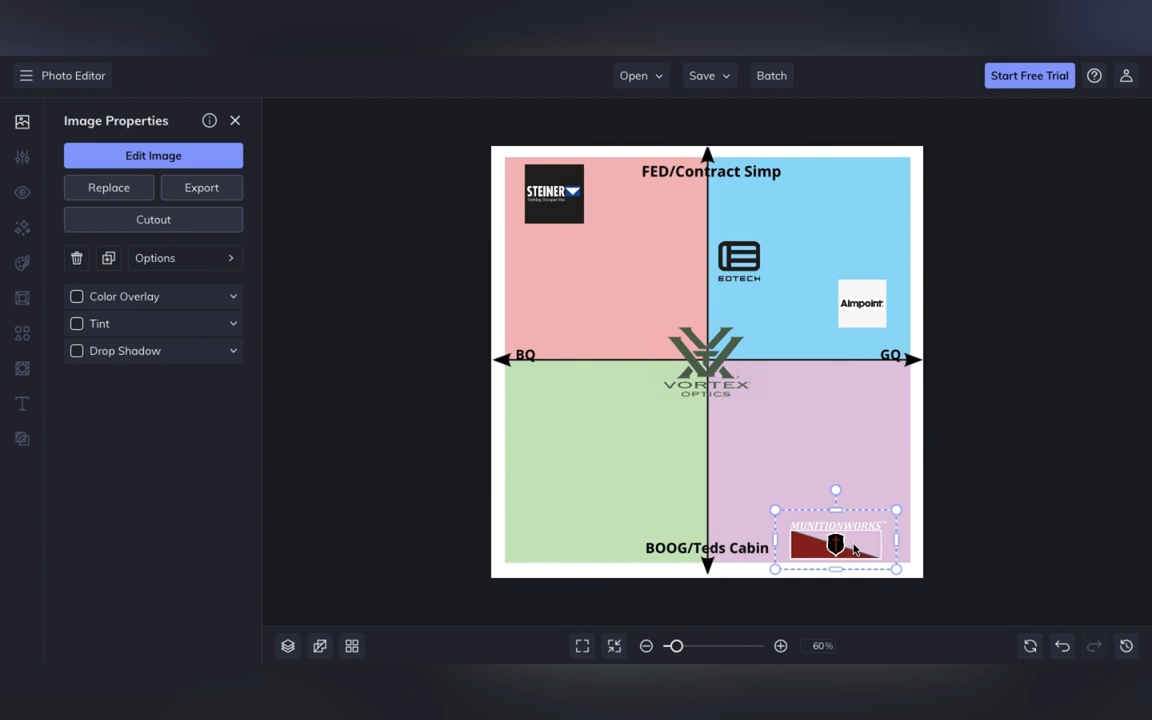 Photo Editor
Open
Save
Batch
Start Free Trial
Image Properties
Edit Image
Replace
Export
Cutout
Options
Color Overlay
Tint
Drop Shadow
FED/Contract Simp
STEINER
EOTECH
Aimpoint
BQ
GQ
VORTEX
OPTICS
MUNITIONWORKS™
BOOG/Teds Cabin
60%